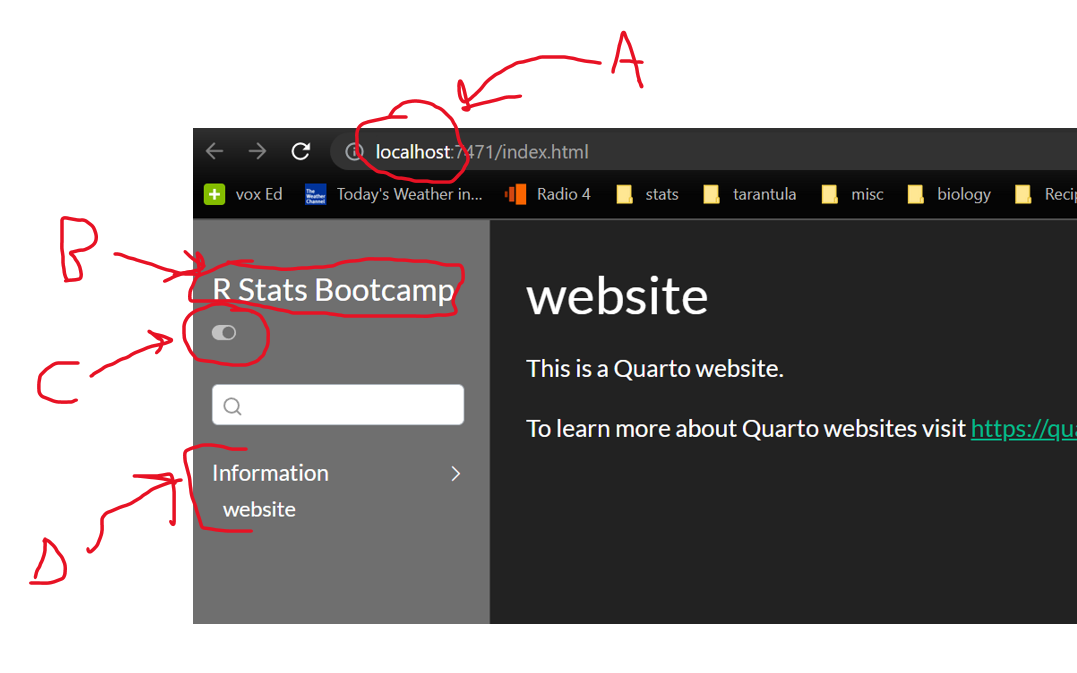 A
localhost:7471/index.html
vox Ed The Weather Channel Today's Weather in... Radio 4 stats tarantula misc biology Recip
B
R Stats Bootcamp
website
C
This is a Quarto website.
To learn more about Quarto websites visit https://qua
Information
website
D